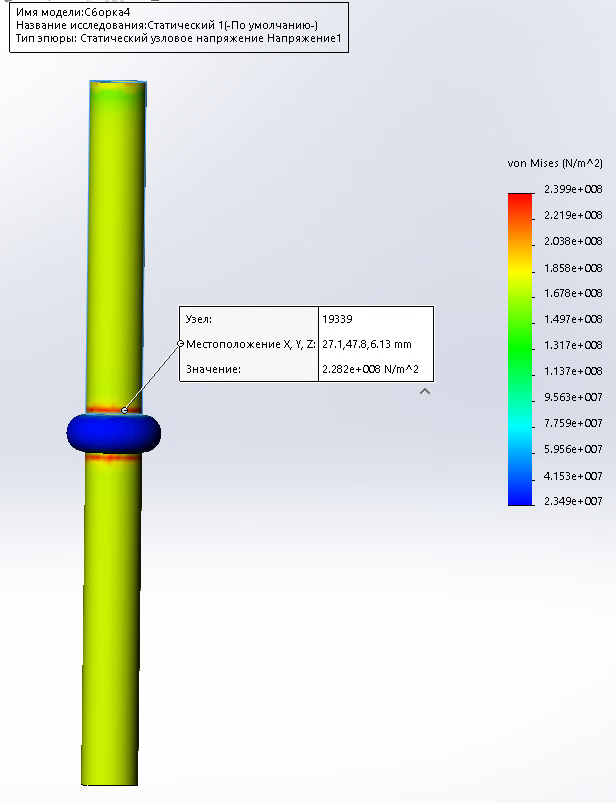 Имя модели:Сборка4
Название исследования:Статический 1(-По умолчанию-)
Тип эпюры: Статический узловое напряжение Напряжение1
von Mises (N/m^2)
2.399e+008
2.219e+008
2.038e+008
1.858e+008
1.678e+008
1.497e+008
1.317e+008
1.137e+008
9.563e+007
7.759e+007
5.956e+007
4.153e+007
2.349e+007
Узел: 19339
Местоположение X, Y, Z: 27.1,47.8,6.13 mm
Значение: 2.282e+008 N/m^2